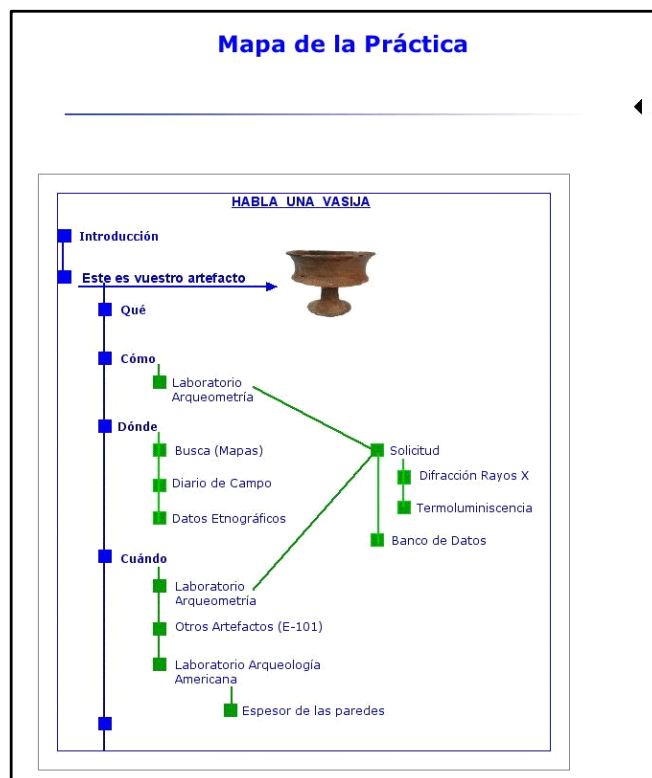 Mapa de la Práctica
HABLA UNA VASIJA
Introducción
Este es vuestro artefacto
Qué
Cómo
Laboratorio
Arqueometría
Dónde
Busca (Mapas)
Diario de Campo
Datos Etnográficos
Solicitud
Difracción Rayos X
Termoluminiscencia
Banco de Datos
Cuándo
Laboratorio
Arqueometría
Otros Artefactos (E-101)
Laboratorio Arqueología
Americana
Espesor de las paredes